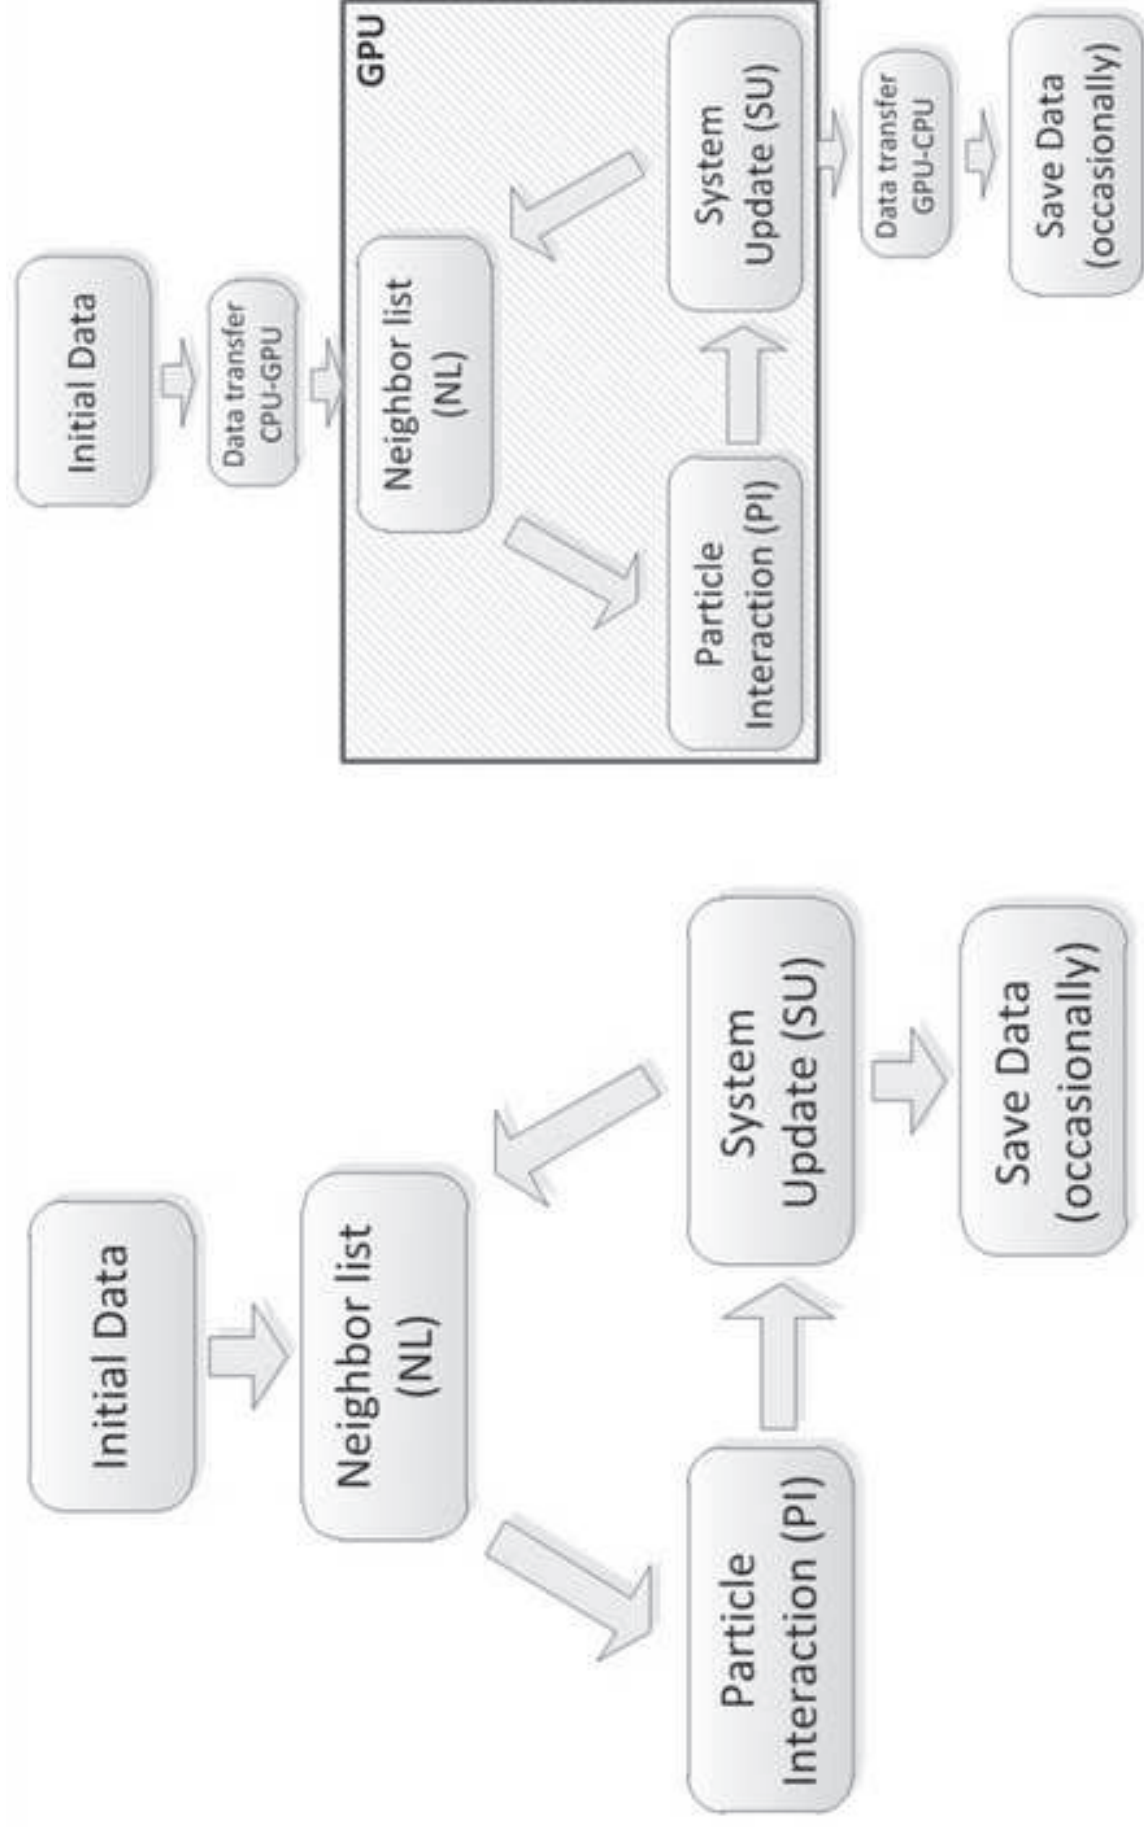 Initial Data
Neighbor list
(NL)
Particle
Interaction (PI)
System
Update (SU)
Save Data
(occasionally)
Initial Data
Data transfer
CPU-GPU
GPU
Neighbor list
(NL)
Particle
Interaction (PI)
System
Update (SU)
Data transfer
GPU-CPU
Save Data
(occasionally)